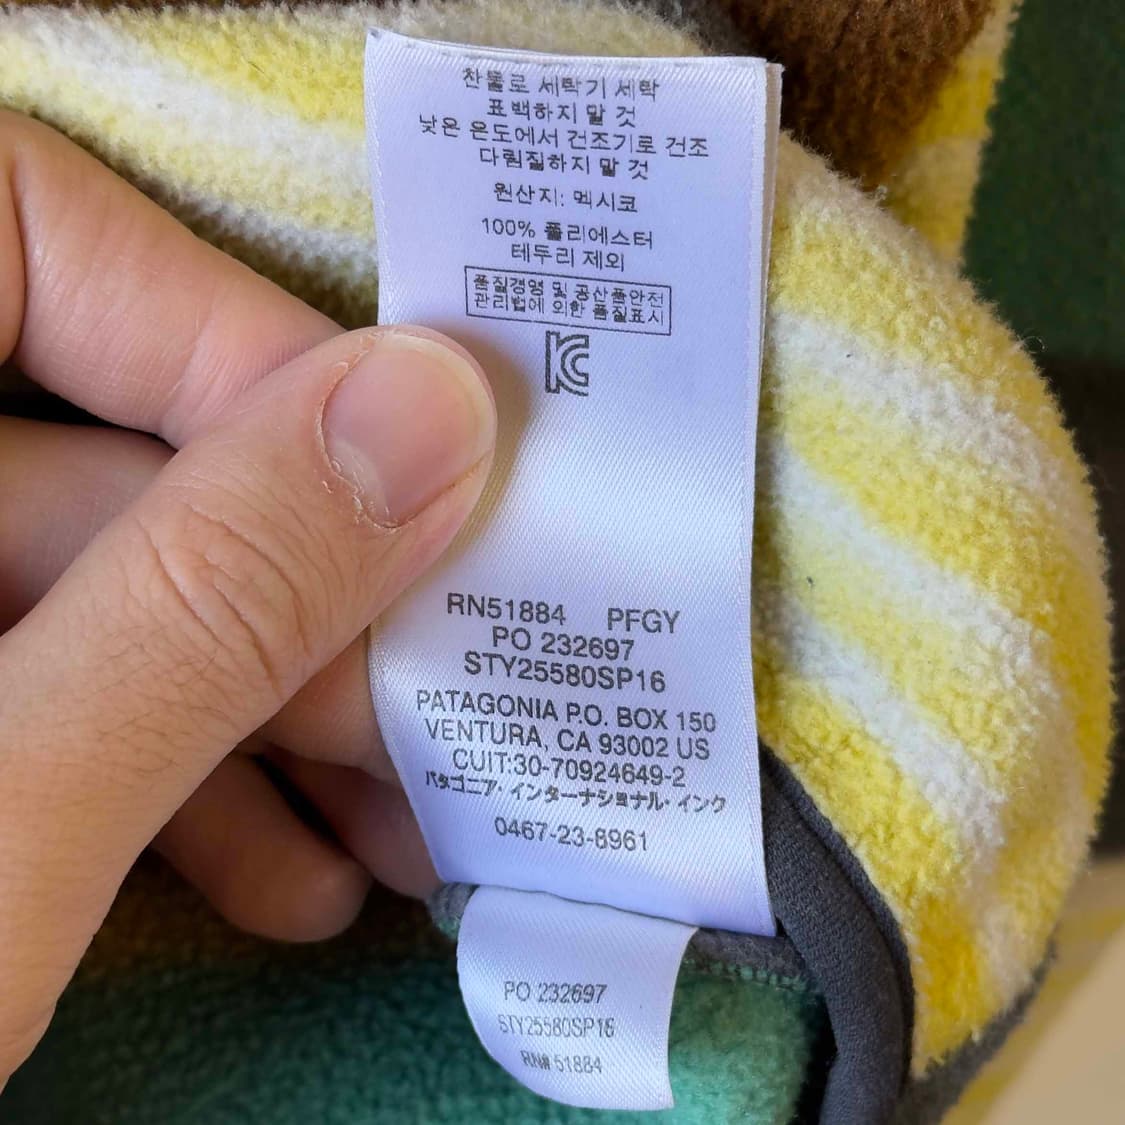 찬물로 세탁기 세탁
표백하지 말 것
낮은 온도에서 건조기로 건조
다림질하지 말 것
원산지: 멕시코
100% 폴리에스터
테두리 제외
품질경영 및 공산품안전
관리법에 의한 품질표시
KC
RN51884 PFGY
PO 232697
STY25580SP16
PATAGONIA P.O. BOX 150
VENTURA, CA 93002 US
CUIT:30-70924649-2
パタゴニア・インターナショナル・インク
0467-23-8961
PO 232697
STY25580SP16
RN# 51884